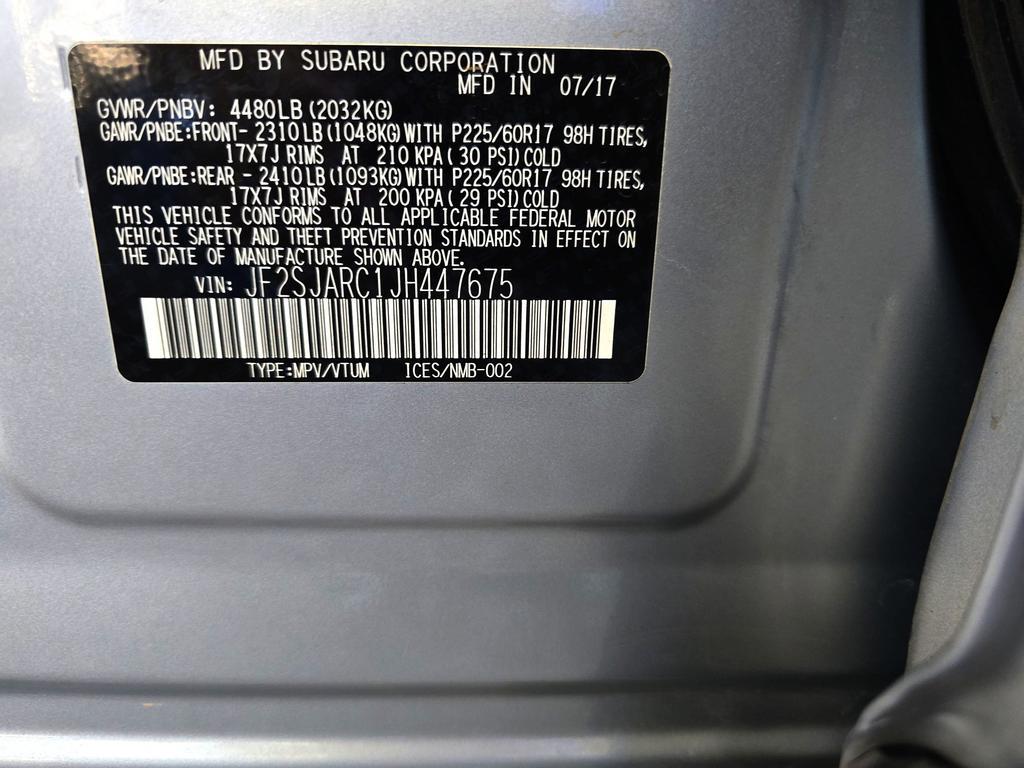 MFD BY SUBARU CORPORATION
MFD IN 07/17
GVWR/PNBV: 4480LB(2032KG)
GAWR/PNBE:FRONT- 2310LB(1048KG)WITH P225/60R17 98H TIRES,
17X7J RIMS AT 210 KPA( 30 PSI)COLD
GAWR/PNBE:REAR - 2410LB(1093KG)WITH P225/60R17 98H TIRES,
17X7J RIMS AT 200 KPA( 29 PSI)COLD
THIS VEHICLE CONFORMS TO ALL APPLICABLE FEDERAL MOTOR
VEHICLE SAFETY AND THEFT PREVENTION STANDARDS IN EFFECT ON
THE DATE OF MANUFACTURE SHOWN ABOVE.
VIN: JF2SJARC1JH447675
TYPE:MPV/VTUM ICES/NMB-002